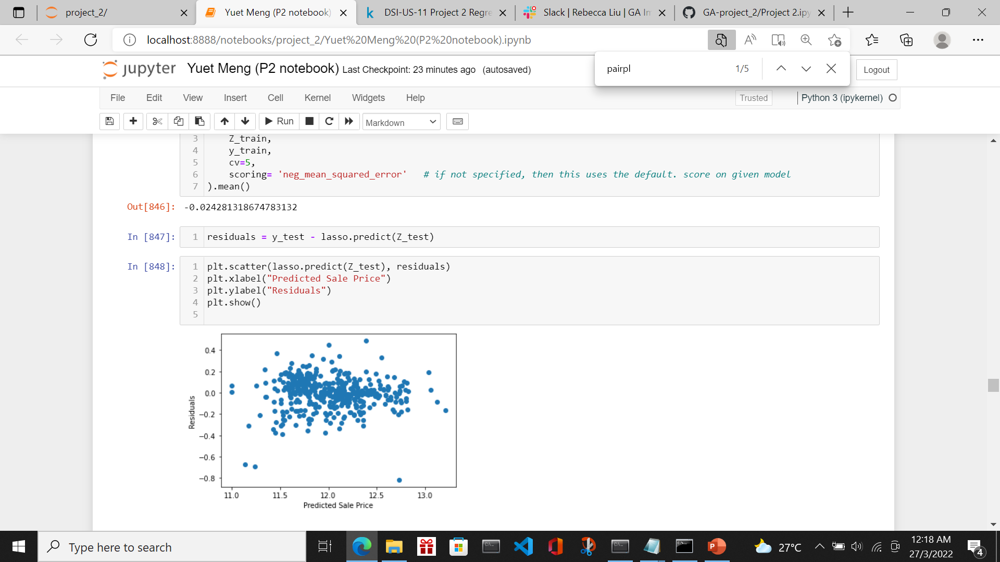 project_2/
Yuet Meng (P2 notebook)
DSI-US-11 Project 2 Regre
Slack | Rebecca Liu | GA Im
GA-project_2/Project 2.ipy
localhost:8888/notebooks/project_2/Yuet%20Meng%20(P2%20notebook).ipynb
pairpl
1/5
jupyter
Yuet Meng (P2 notebook) Last Checkpoint: 23 minutes ago (autosaved)
Logout
File Edit View Insert Cell Kernel Widgets Help
Trusted
Python 3 (ipykernel)
Run
Markdown
3 Z_train,
4 y_train,
5 cv=5,
6 scoring= 'neg_mean_squared_error' # if not specified, then this uses the default. score on given model
7 ).mean()
Out[846]: -0.024281318674783132
In [847]: 1 residuals = y_test - lasso.predict(Z_test)
In [848]: 1 plt.scatter(lasso.predict(Z_test), residuals)
2 plt.xlabel("Predicted Sale Price")
3 plt.ylabel("Residuals")
4 plt.show()
5
0.4
0.2
0.0
−0.2
−0.4
−0.6
−0.8
Residuals
11.0 11.5 12.0 12.5 13.0
Predicted Sale Price
Type here to search
27°C
12:18 AM
27/3/2022
4